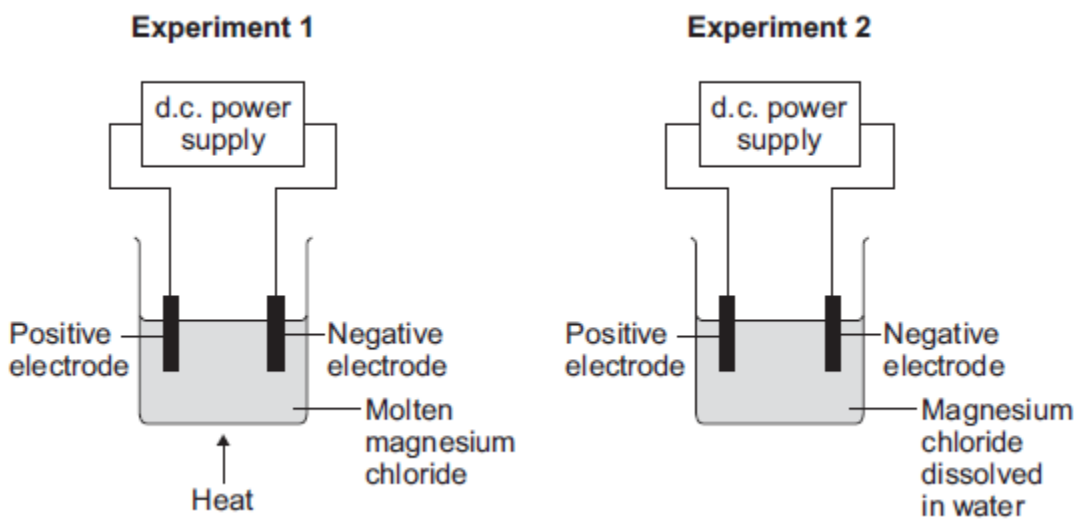 Experiment 1
d.c. power
supply
Positive
electrode
Negative
electrode
Molten
magnesium
chloride
Heat
Experiment 2
d.c. power
supply
Positive
electrode
Negative
electrode
Magnesium
chloride
dissolved
in water